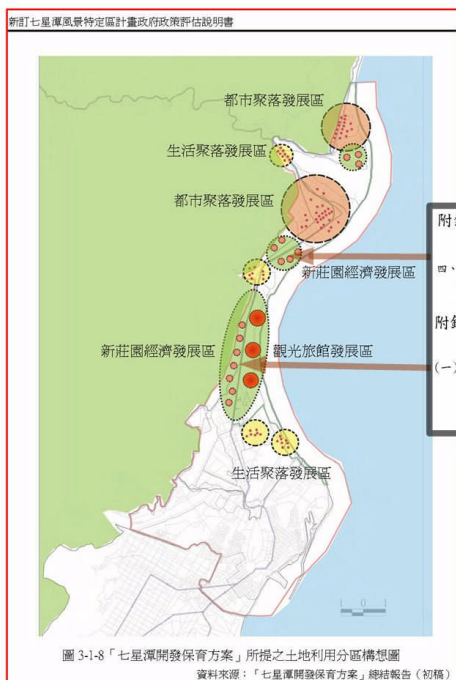 新訂七星潭風景特定區計畫政府政策評估說明書
都市聚落發展區
生活聚落發展區
都市聚落發展區
新莊園經濟發展區
新莊園經濟發展區
觀光旅館發展區
生活聚落發展區
附
四、
附
(一)
圖 3-1-8「七星潭開發保育方案」所提之土地利用分區構想圖
資料來源：「七星潭開發保育方案」總結報告（初稿）